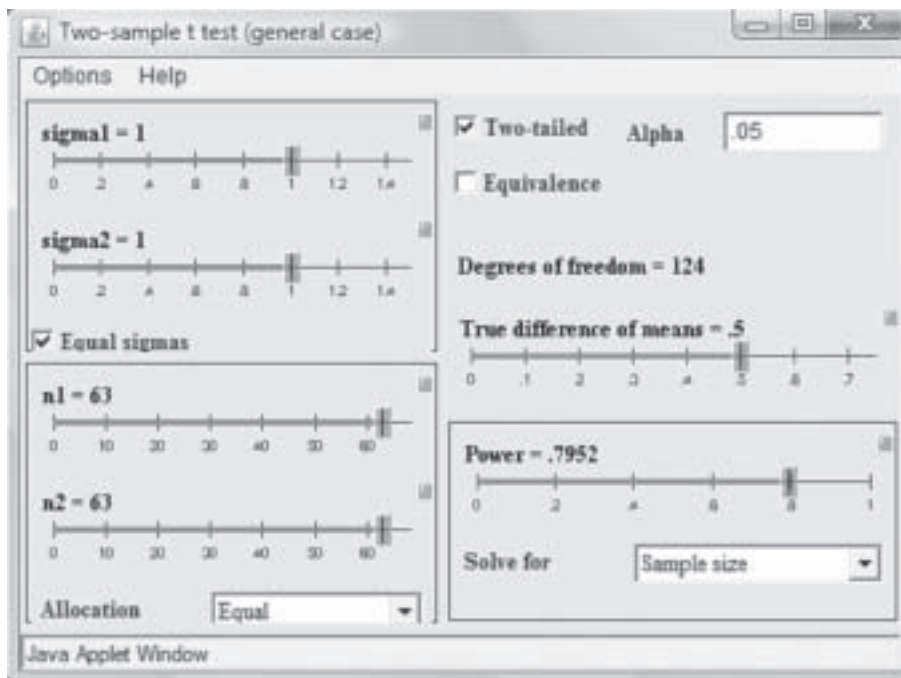 Two-sample t test (general case)
Options Help
sigma1 = 1
0 .2 .4 .6 .8 1 1.2 1.4
sigma2 = 1
0 .2 .4 .6 .8 1 1.2 1.4
Equal sigmas
n1 = 63
0 10 20 30 40 50 60
n2 = 63
0 10 20 30 40 50 60
Allocation Equal
Two-tailed Alpha .05
Equivalence
Degrees of freedom = 124
True difference of means = .5
0 .1 .2 .3 .4 .5 .6 .7
Power = .7952
0 .2 .4 .6 .8 1
Solve for Sample size
Java Applet Window